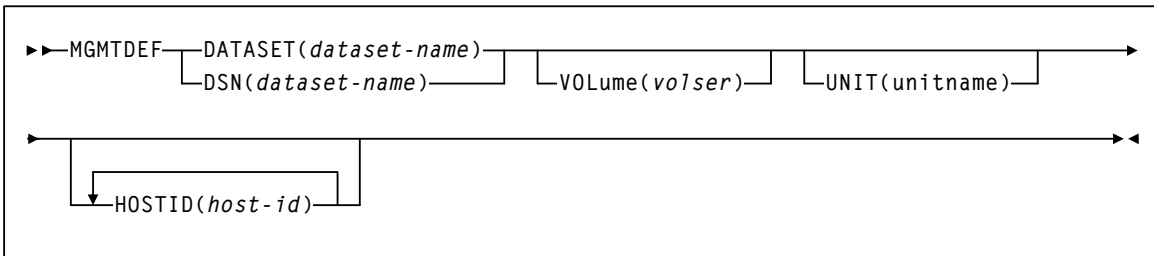 MGMTDEF DATASET(dataset-name)
DSN(dataset-name) VOLume(volser) UNIT(unitname)
HOSTID(host-id)